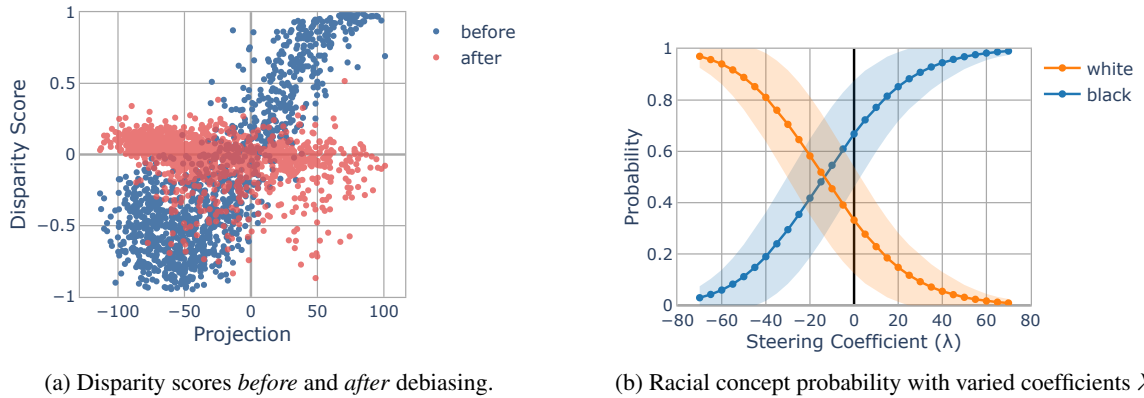 before
after
1
0.5
0
−0.5
−1
Disparity Score
−100
−50
0
50
100
Projection
(a) Disparity scores before and after debiasing.
white
black
1
0.8
0.6
0.4
0.2
0
Probability
−80
−60
−40
−20
0
20
40
60
80
Steering Coefficient (λ)
(b) Racial concept probability with varied coefficients λ